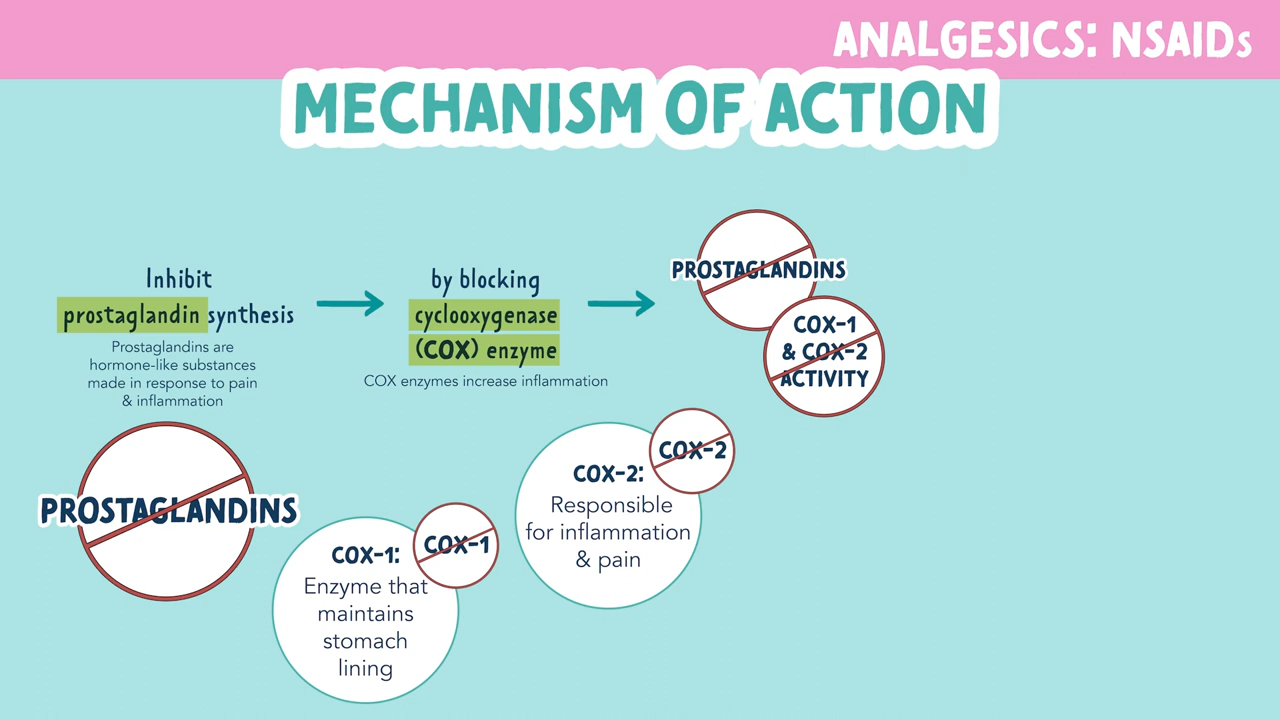 ANALGESICS: NSAIDs
MECHANISM OF ACTION
Inhibit
prostaglandin synthesis
Prostaglandins are
hormone-like substances
made in response to pain
& inflammation
by blocking
cyclooxygenase
(COX) enzyme
COX enzymes increase inflammation
PROSTAGLANDINS
COX-1
& COX-2
ACTIVITY
PROSTAGLANDINS
COX-1:
Enzyme that
maintains
stomach
lining
COX-1
COX-2:
Responsible
for inflammation
& pain
COX-2